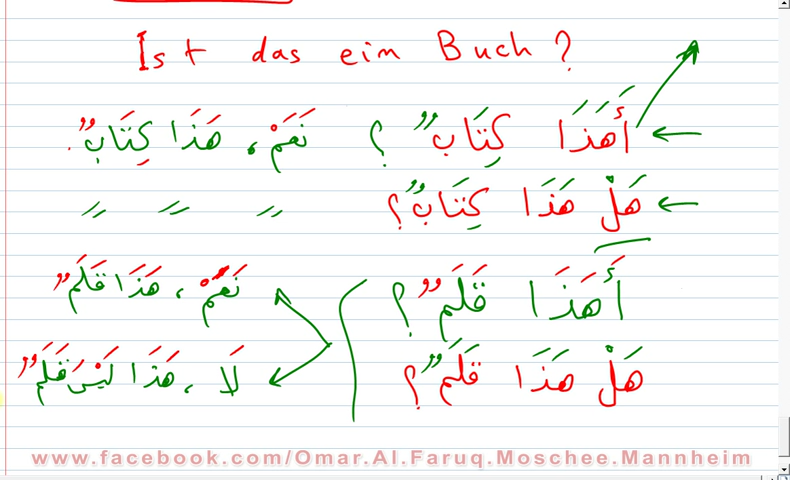 Ist das ein Buch ?
أَهَذَا كِتَابٌ ؟ نَعَمْ ، هَذَا كِتَابٌ .
هَلْ هَذَا كِتَابٌ ؟ 〃 〃 〃
أَهَذَا قَلَمٌ ؟ نَعَمْ ، هَذَا قَلَمٌ
هَلْ هَذَا قَلَمٌ ؟ لَا ، هَذَا لَيْسَ قَلَمٌ
www.facebook.com/Omar.Al.Faruq.Moschee.Mannheim